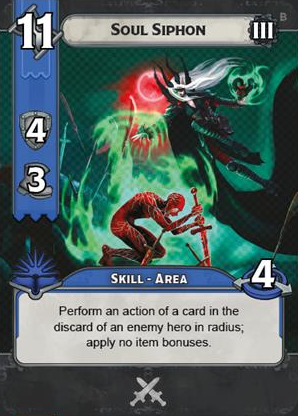 11
SOUL SIPHON
III
B
4
3
SKILL - AREA
4
Perform an action of a card in the
discard of an enemy hero in radius;
apply no item bonuses.